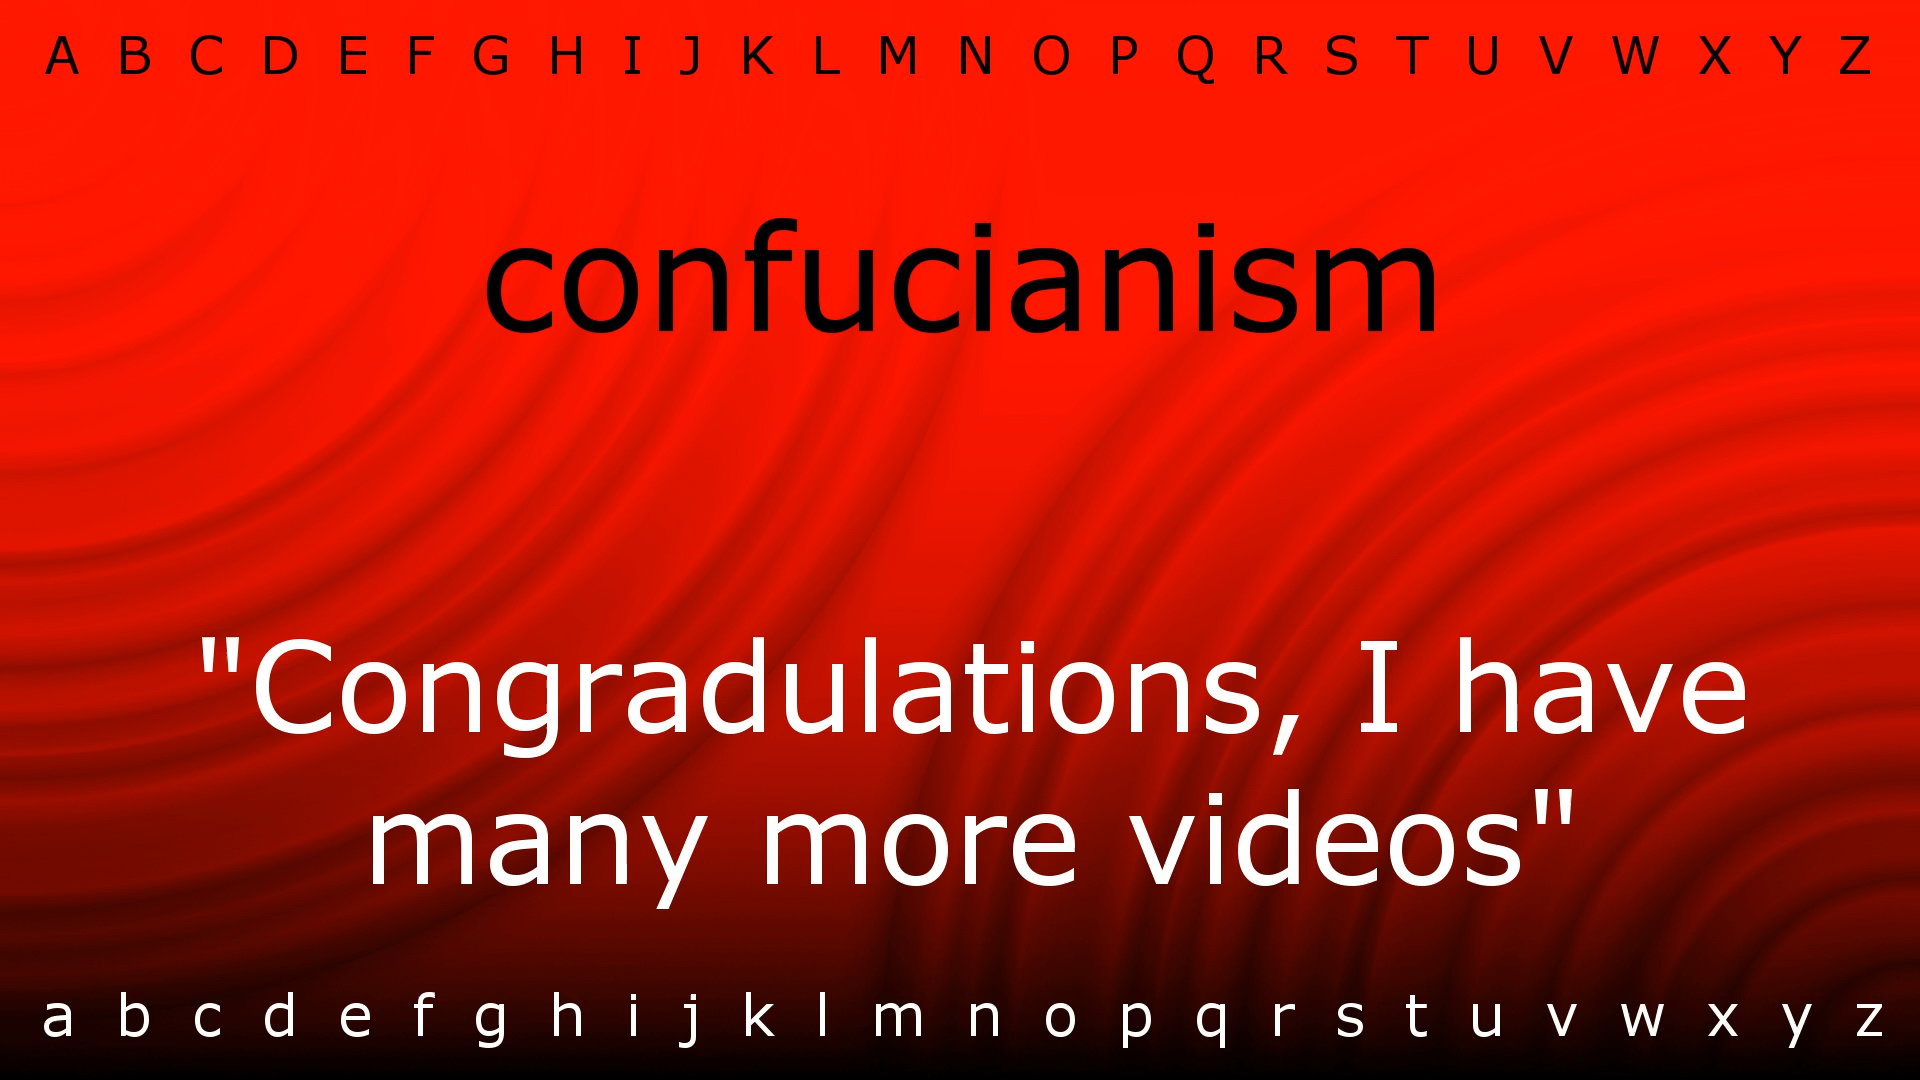 A B C D E F G H I J K L M N O P Q R S T U V W X Y Z
confucianism
"Congradulations, I have
many more videos"
a b c d e f g h i j k l m n o p q r s t u v w x y z